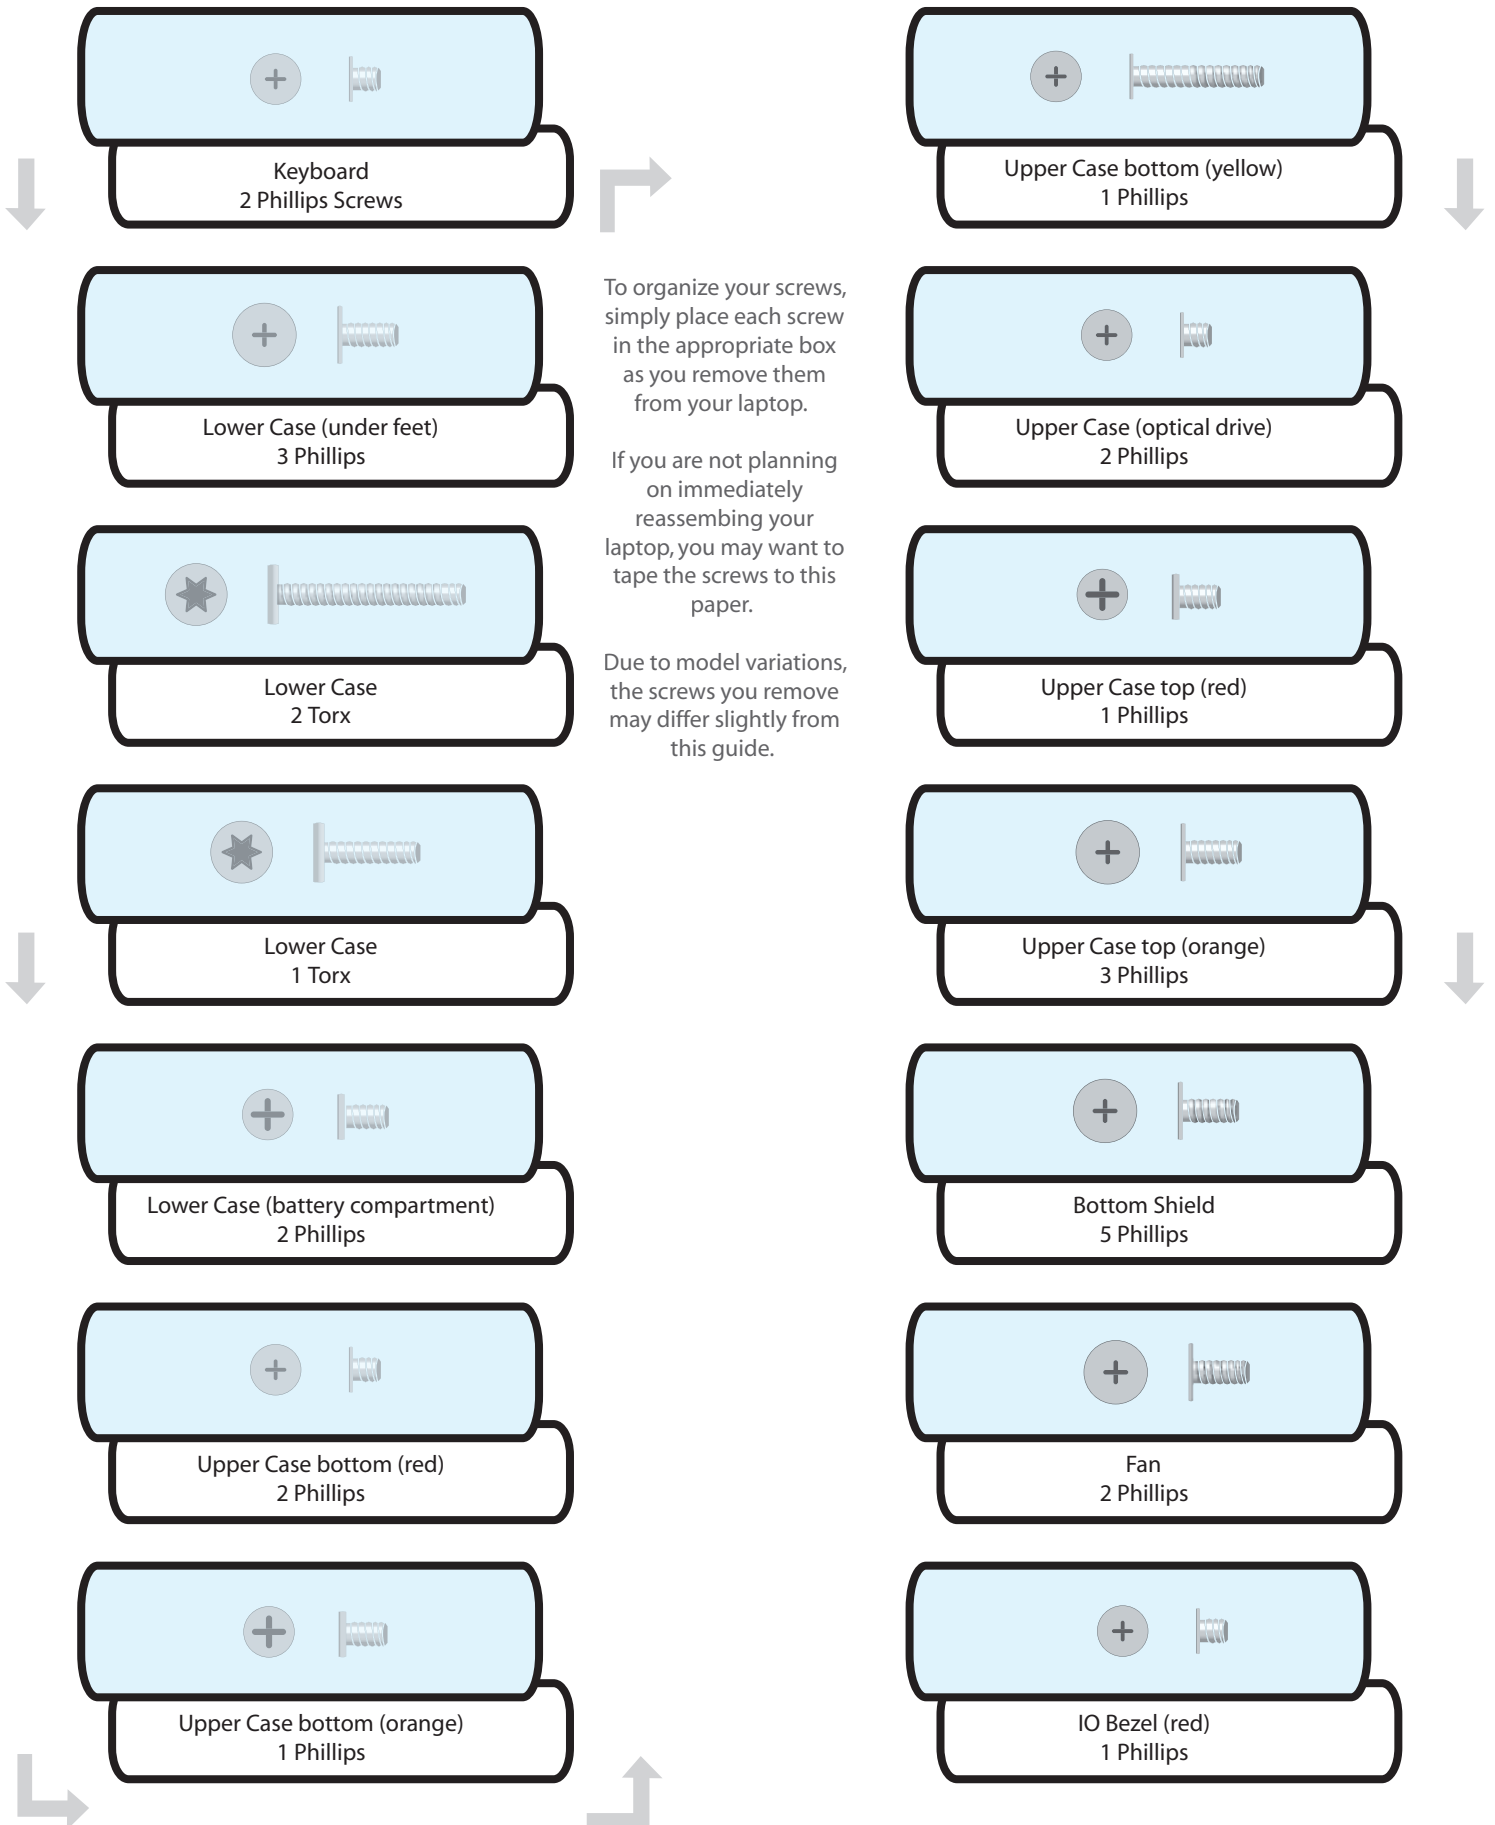 Keyboard
2 Phillips Screws
Lower Case (under feet)
3 Phillips
Lower Case
2 Torx
Lower Case
1 Torx
Lower Case (battery compartment)
2 Phillips
Upper Case bottom (red)
2 Phillips
Upper Case bottom (orange)
1 Phillips
To organize your screws,
simply place each screw
in the appropriate box
as you remove them
from your laptop.
If you are not planning
on immediately
reassembing your
laptop, you may want to
tape the screws to this
paper.
Due to model variations,
the screws you remove
may differ slightly from
this guide.
Upper Case bottom (yellow)
1 Phillips
Upper Case (optical drive)
2 Phillips
Upper Case top (red)
1 Phillips
Upper Case top (orange)
3 Phillips
Bottom Shield
5 Phillips
Fan
2 Phillips
IO Bezel (red)
1 Phillips